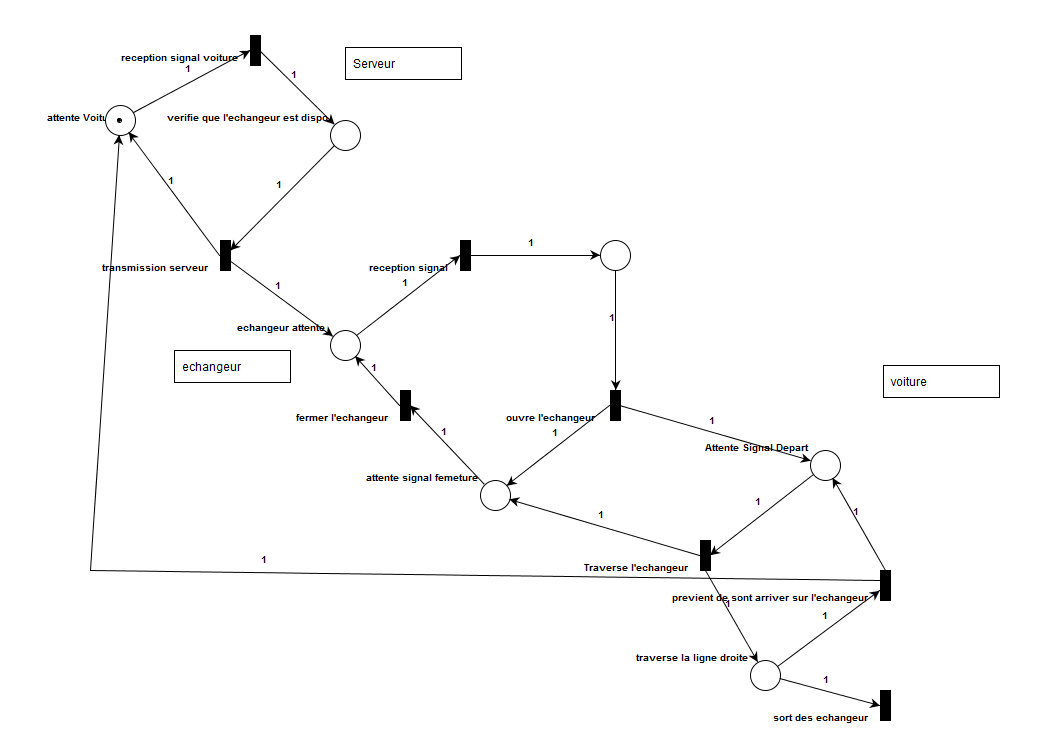 reception signal voiture
1
1
Serveur
attente Voitu
verifie que l'echangeur est dispo
1
1
transmission serveur
reception signal
1
1
1
echangeur attente
1
echangeur
1
voiture
fermer l'echangeur
ouvre l'echangeur
1
1
1
Attente Signal Depart
attente signal femeture
1
1
1
1
Traverse l'echangeur
previent de sont arriver sur l'echangeur
1
1
traverse la ligne droite
1
sort des echangeur